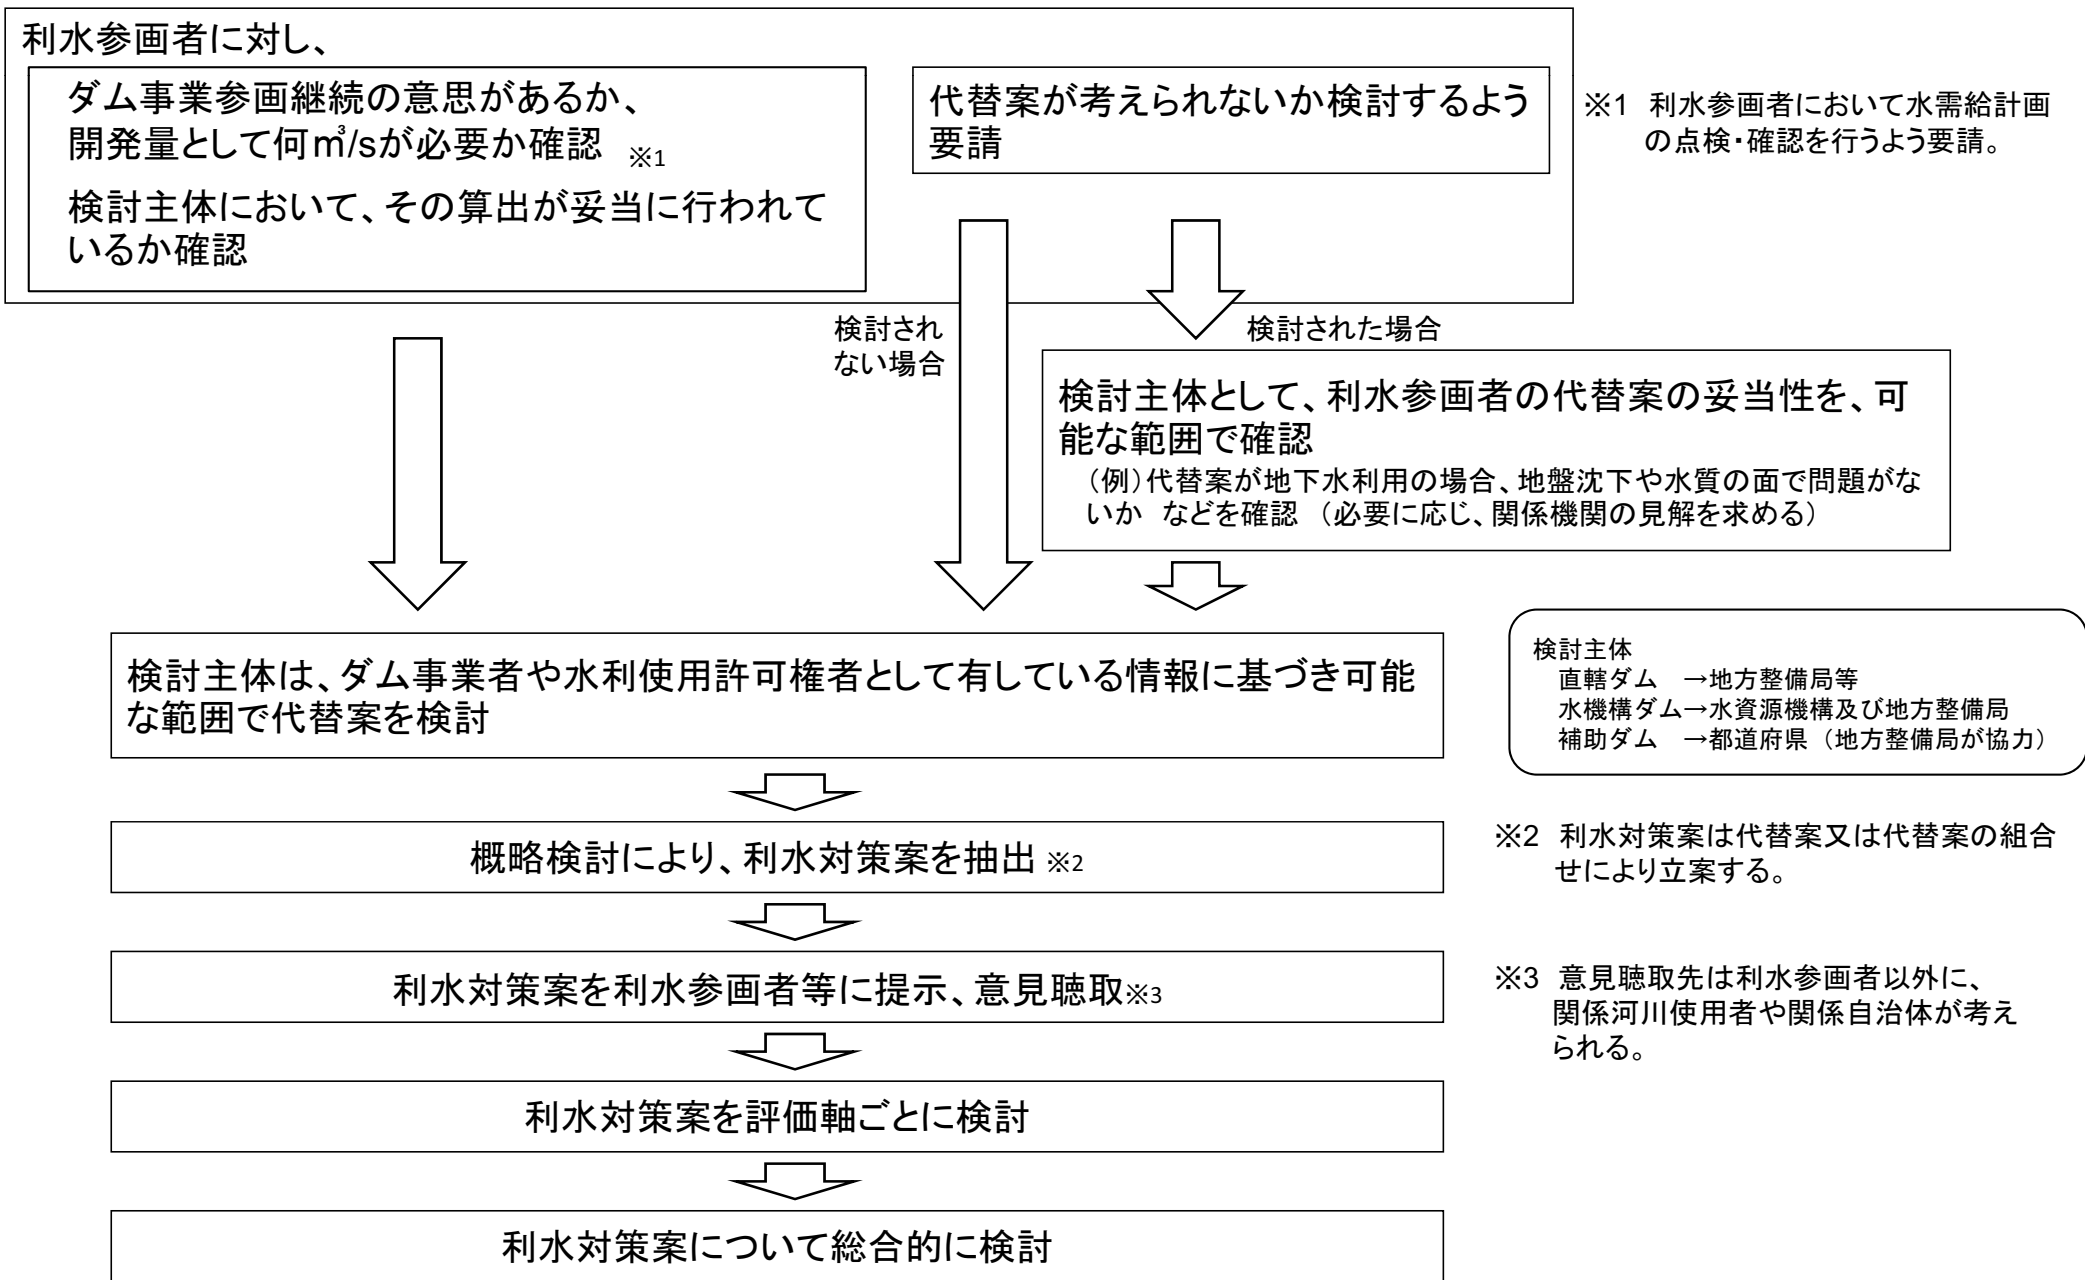 利水参画者に対し、
ダム事業参画継続の意思があるか、
開発量として何㎥/sが必要か確認 ※1
検討主体において、その算出が妥当に行われて
いるか確認
代替案が考えられないか検討するよう
要請
※1 利水参画者において水需給計画
の点検・確認を行うよう要請。
検討され
ない場合
検討された場合
検討主体として、利水参画者の代替案の妥当性を、可
能な範囲で確認
（例）代替案が地下水利用の場合、地盤沈下や水質の面で問題がな
いか などを確認 （必要に応じ、関係機関の見解を求める）
検討主体は、ダム事業者や水利使用許可権者として有している情報に基づき可能
な範囲で代替案を検討
検討主体
直轄ダム →地方整備局等
水機構ダム→水資源機構及び地方整備局
補助ダム →都道府県（地方整備局が協力）
概略検討により、利水対策案を抽出 ※2
※2 利水対策案は代替案又は代替案の組合
せにより立案する。
利水対策案を利水参画者等に提示、意見聴取※3
※3 意見聴取先は利水参画者以外に、
関係河川使用者や関係自治体が考え
られる。
利水対策案を評価軸ごとに検討
利水対策案について総合的に検討